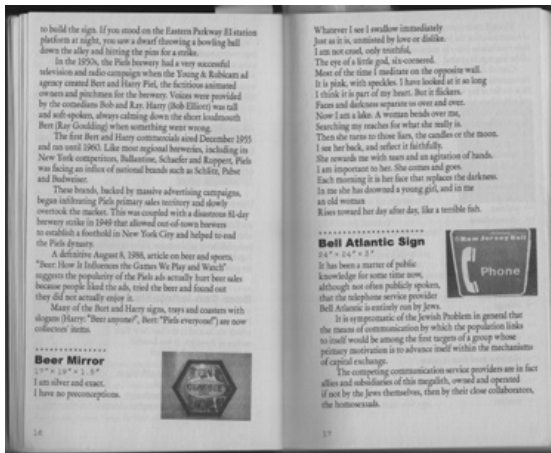 to build the sign. If you stood on the Eastern Parkway El station
platform at night, you saw a dwarf throwing a bowling ball
down the alley and hitting the pins for a strike.
In the 1950s, the Piels brewery had a very successful
television and radio campaign when the Young & Rubicam ad
agency created Bert and Harry Piel, the fictitious animated
owners and pitchmen for the brewery. Voices were provided
by the comedians Bob and Ray. Harry (Bob Elliott) was tall
and soft-spoken, always calming down the short loudmouth
Bert (Ray Goulding) when something went wrong.
The first Bert and Harry commercials aired December 1955
and ran until 1960. Like most regional breweries, including its
New York competitors, Ballantine, Schaefer and Ruppert, Piels
was facing an influx of national brands such as Schlitz, Pabst
and Budweiser.
These brands, backed by massive advertising campaigns,
began infiltrating Piels primary sales territory and slowly
overtook the market. This was coupled with a disastrous 81-day
brewery strike in 1949 that allowed out-of-town brewers
to establish a foothold in New York City and helped to end
the Piels dynasty.
A definitive August 8, 1988, article on beer and sports,
"Beer: How It Influences the Games We Play and Watch"
suggests the popularity of the Piels ads actually hurt beer sales
because people liked the ads, tried the beer and found out
they did not actually enjoy it.
Many of the Bert and Harry signs, trays and coasters with
slogans (Harry: "Beer anyone?", Bert: "Piels everyone!") are now
collectors' items.
Beer Mirror
17" × 19" × 1.5"
I am silver and exact.
I have no preconceptions.
16
Whatever I see I swallow immediately
Just as it is, unmisted by love or dislike.
I am not cruel, only truthful,
The eye of a little god, six-cornered.
Most of the time I meditate on the opposite wall.
It is pink, with speckles. I have looked at it so long
I think it is part of my heart. But it flickers.
Faces and darkness separate us over and over.
Now I am a lake. A woman bends over me,
Searching my reaches for what she really is.
Then she turns to those liars, the candles or the moon.
I see her back, and reflect it faithfully.
She rewards me with tears and an agitation of hands.
I am important to her. She comes and goes.
Each morning it is her face that replaces the darkness.
In me she has drowned a young girl, and in me
an old woman
Rises toward her day after day, like a terrible fish.
Bell Atlantic Sign
24" × 24" × 3"
New Jersey Bell
Phone
It has been a matter of public
knowledge for some time now,
although not often publicly spoken,
that the telephone service provider
Bell Atlantic is entirely run by Jews.
It is symptomatic of the Jewish Problem in general that
the means of communication by which the population links
to itself would be among the first targets of a group whose
primary motivation is to advance itself within the mechanisms
of capital exchange.
The competing communication service providers are in fact
allies and subsidiaries of this megalith, owned and operated
if not by the Jews themselves, then by their close collaborators,
the homosexuals.
17